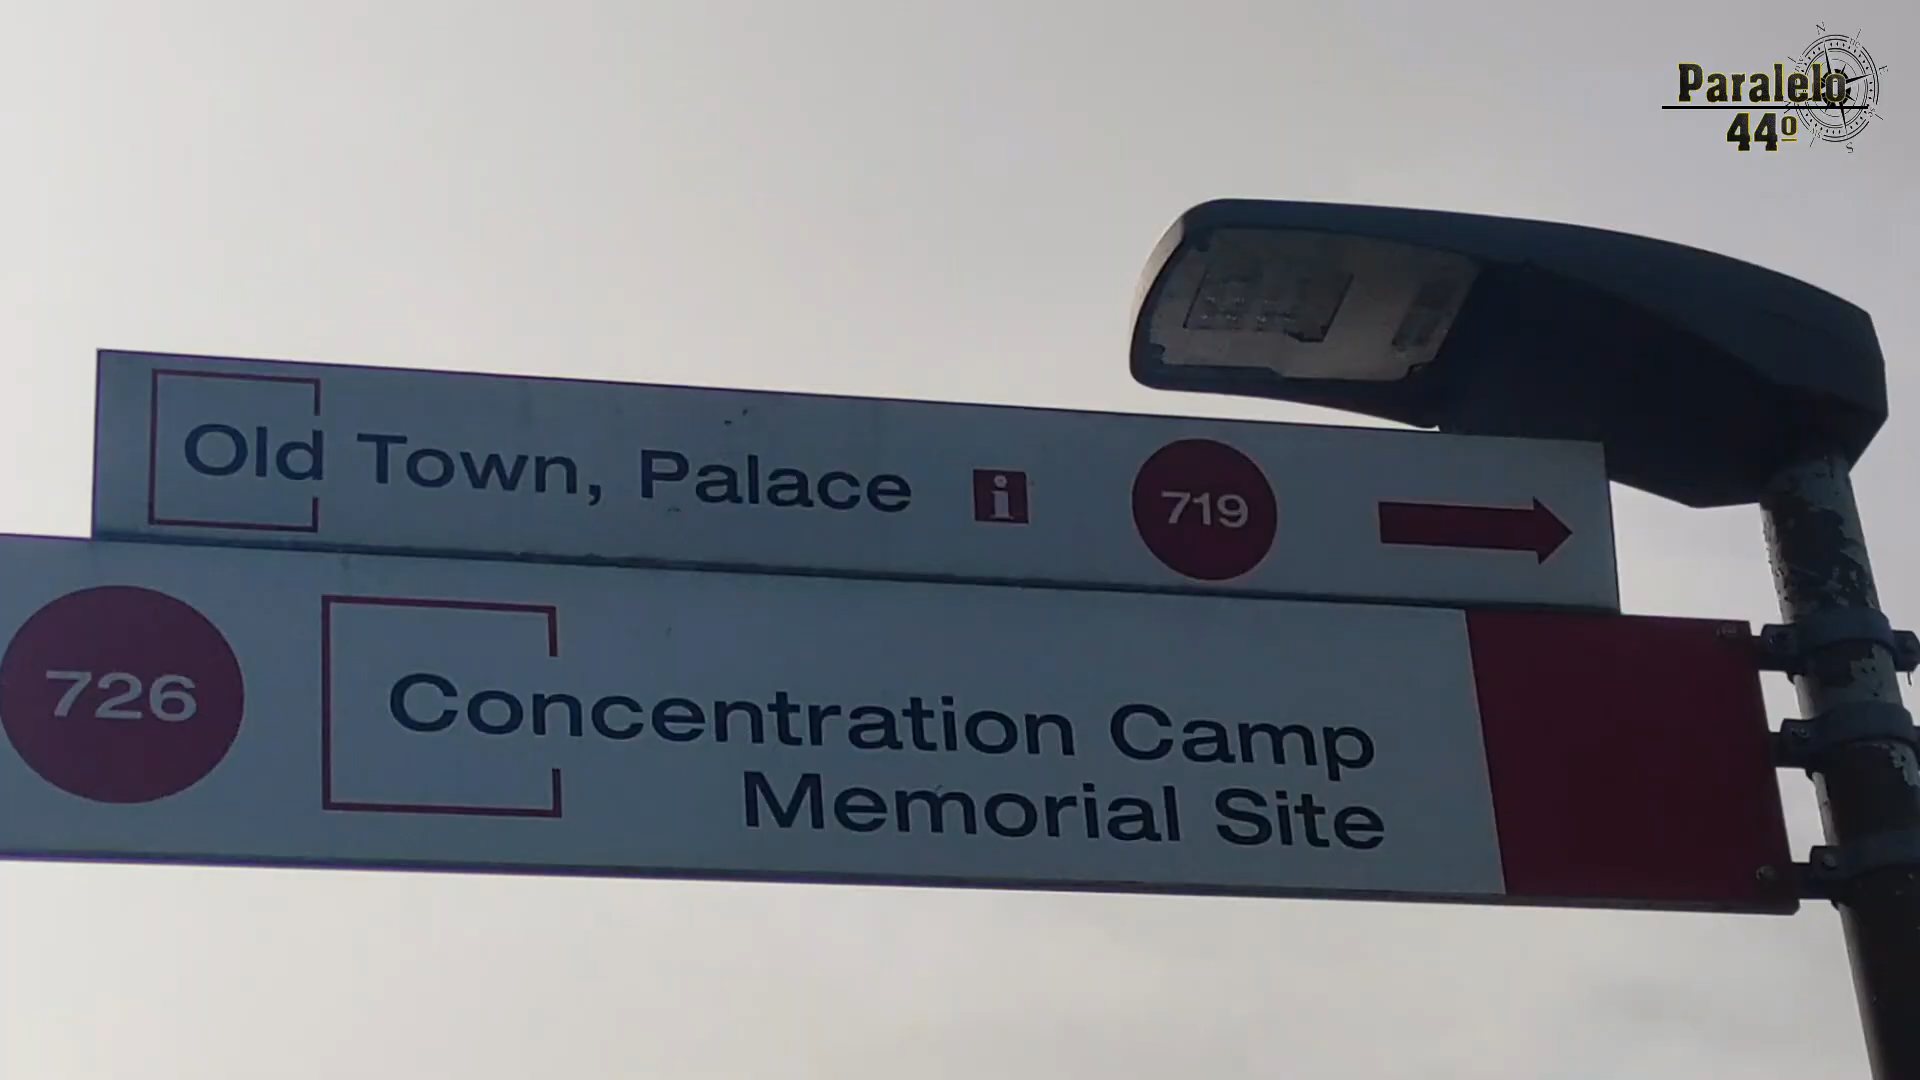 Paralelo
44º
Old Town, Palace i 719
726 Concentration Camp
Memorial Site